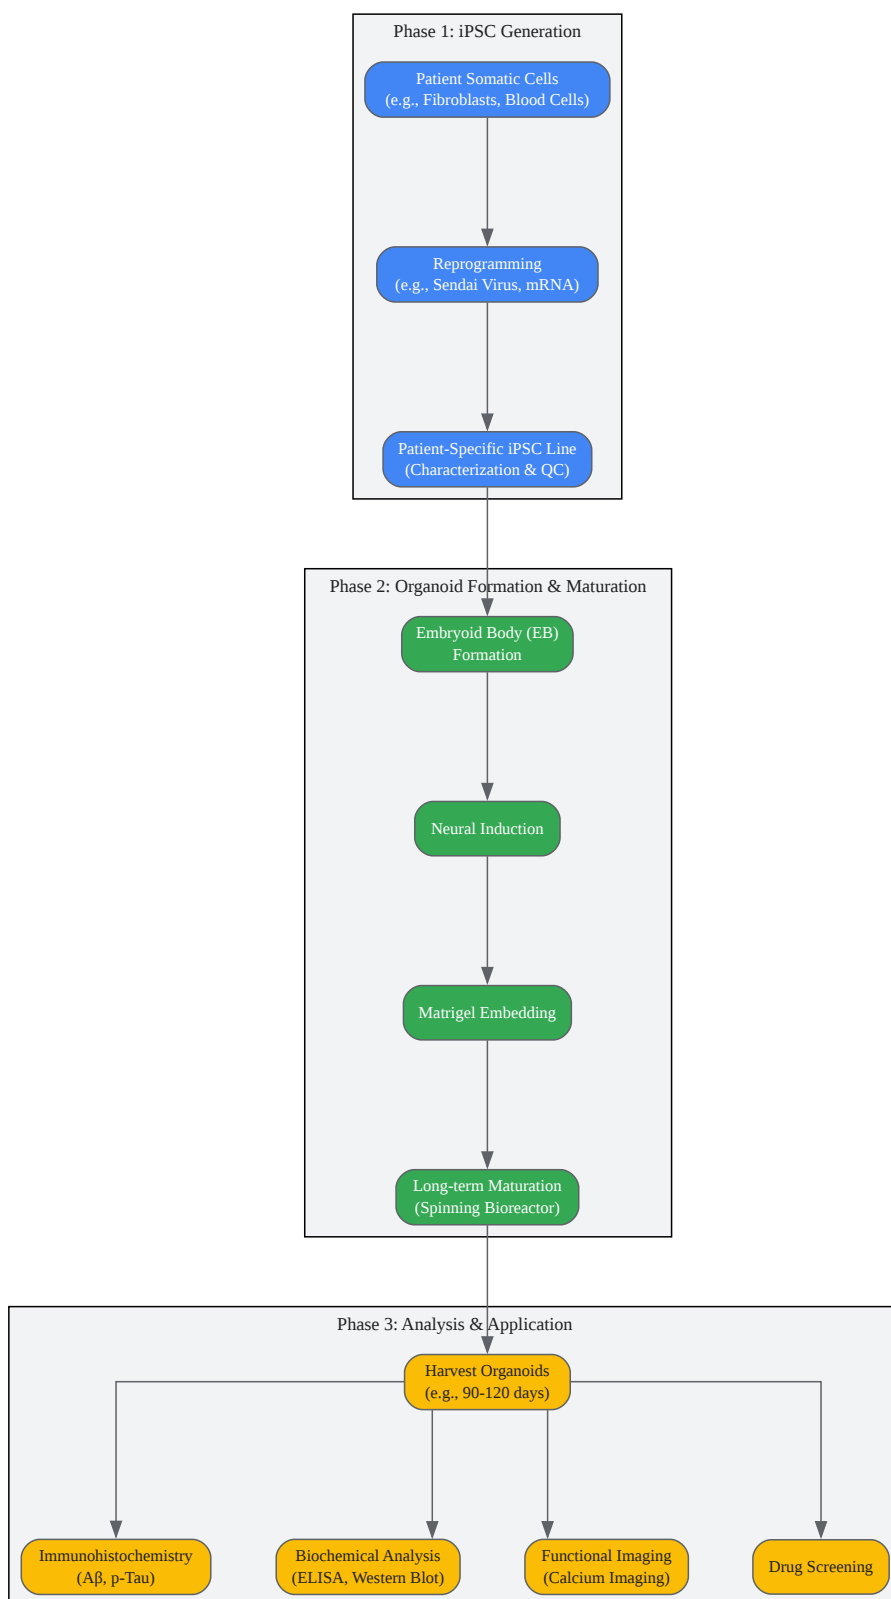 Phase 1: iPSC Generation
Patient Somatic Cells
(e.g., Fibroblasts, Blood Cells)
Reprogramming
(e.g., Sendai Virus, mRNA)
Patient-Specific iPSC Line
(Characterization & QC)
Phase 2: Organoid Formation & Maturation
Embryoid Body (EB)
Formation
Neural Induction
Matrigel Embedding
Long-term Maturation
(Spinning Bioreactor)
Phase 3: Analysis & Application
Harvest Organoids
(e.g., 90-120 days)
Immunohistochemistry
(Aβ, p-Tau)
Biochemical Analysis
(ELISA, Western Blot)
Functional Imaging
(Calcium Imaging)
Drug Screening